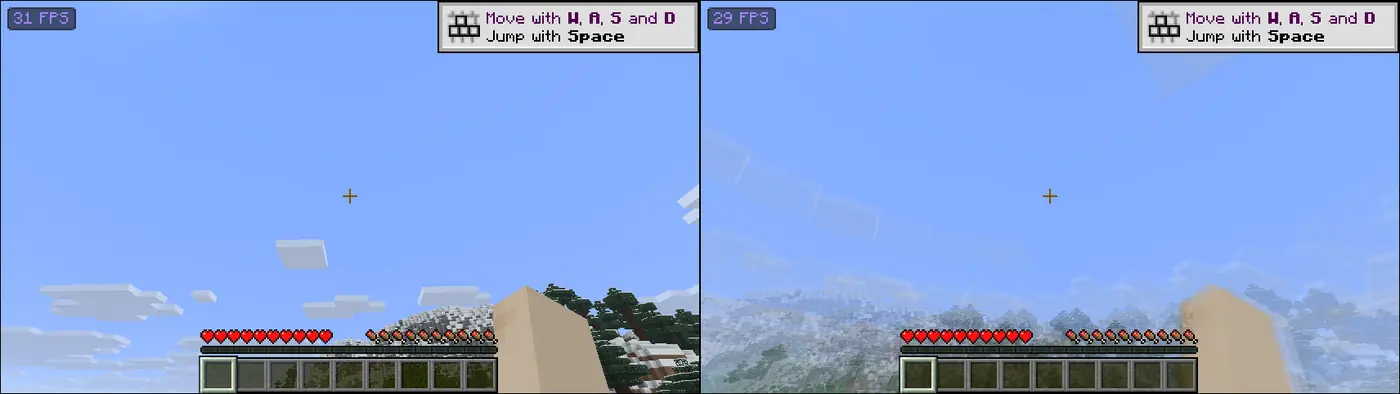 31 FPS
Move with W, A, S and D
Jump with Space
29 FPS
Move with W, A, S and D
Jump with Space